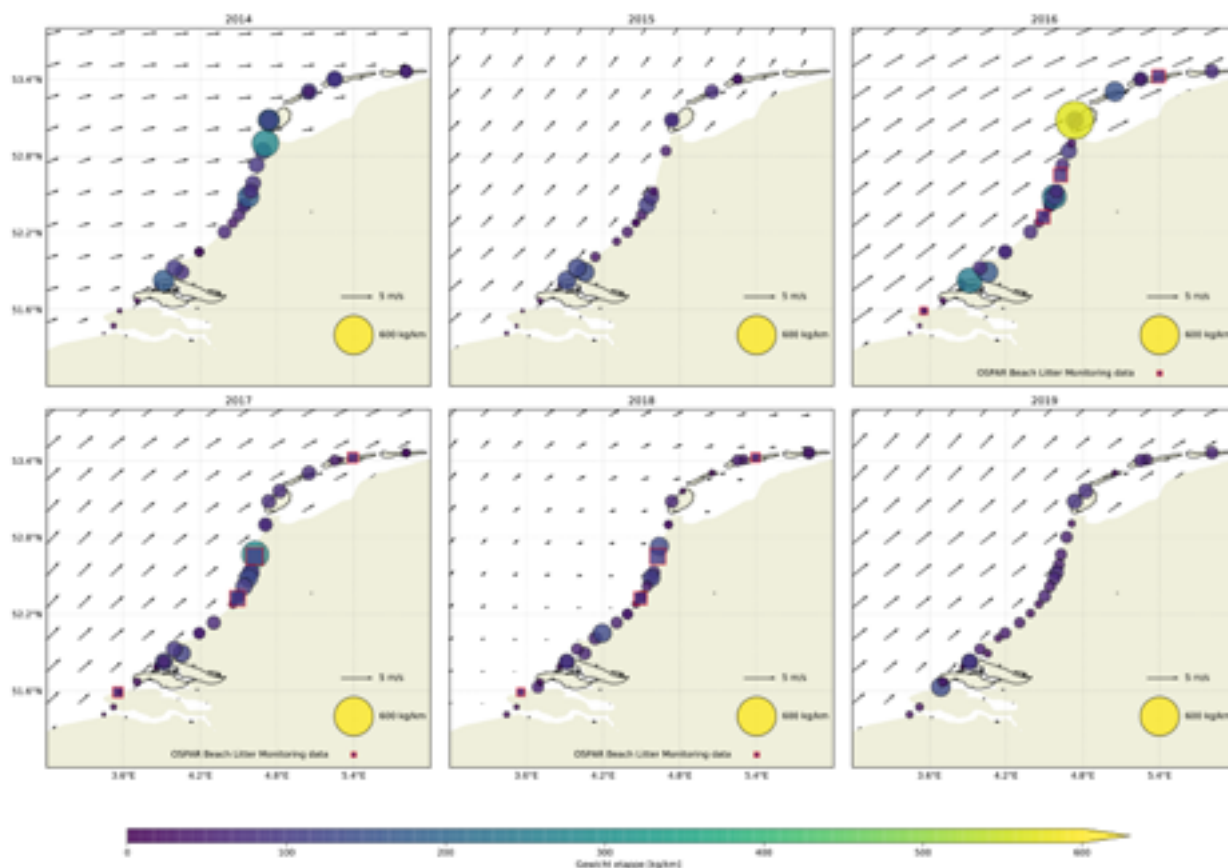 2014
2015
2016
53.4°N
52.8°N
52.2°N
51.6°N
5 m/s
600 kg/km
5 m/s
600 kg/km
5 m/s
600 kg/km
OSPAR Beach Litter Monitoring data
2017
2018
2019
53.4°N
52.8°N
52.2°N
51.6°N
5 m/s
600 kg/km
OSPAR Beach Litter Monitoring data
5 m/s
600 kg/km
OSPAR Beach Litter Monitoring data
5 m/s
600 kg/km
3.6°E 4.2°E 4.8°E 5.4°E
3.6°E 4.2°E 4.8°E 5.4°E
3.6°E 4.2°E 4.8°E 5.4°E
0 100 200 300 400 500 600
Gewicht etappe [kg/km]